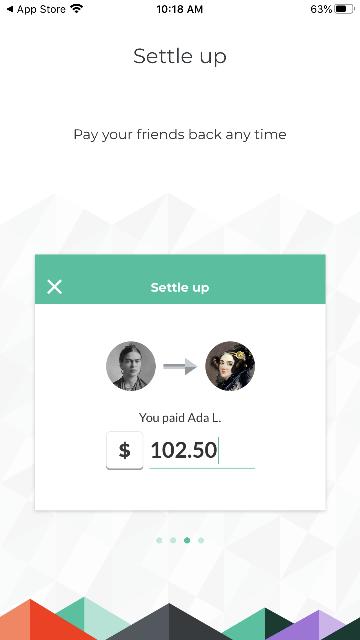 App Store 10:18 AM 63%
Settle up
Pay your friends back any time
Settle up
You paid Ada L.
$ 102.50